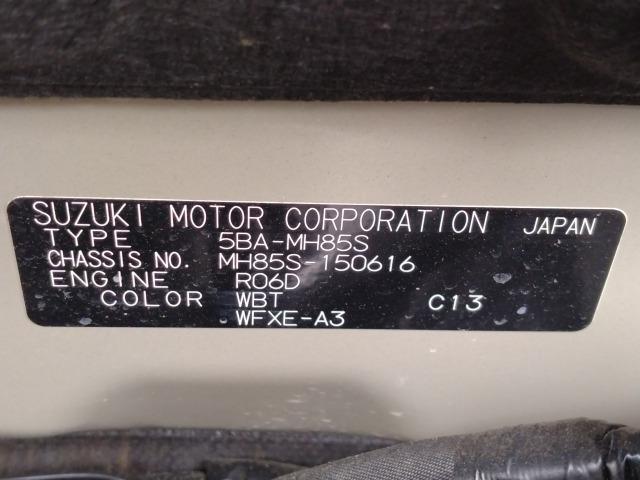 SUZUKI MOTOR CORPORATION JAPAN
TYPE 5BA-MH85S
CHASSIS NO. MH85S-150616
ENGINE R06D
COLOR WBT C13
WFXE-A3